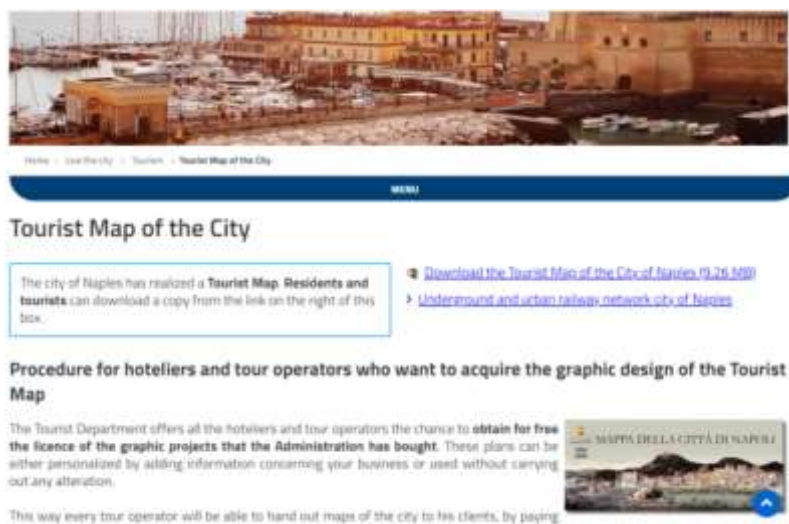 Home > Live the city > Tourism > Tourist Map of the City
MENU
Tourist Map of the City
The city of Naples has realized a Tourist Map. Residents and
tourists can download a copy from the link on the right of this
box.
Download the Tourist Map of the City of Naples (9.26 MB)
Underground and urban railway network city of Naples
Procedure for hoteliers and tour operators who want to acquire the graphic design of the Tourist
Map
The Tourist Department offers all the hoteliers and tour operators the chance to obtain for free
the licence of the graphic projects that the Administration has bought. These plans can be
either personalized by adding information concerning your business or used without carrying
out any alteration.
MAPPA DELLA CITTÀ DI NAPOLI
This way every tour operator will be able to hand out maps of the city to his clients, by paying